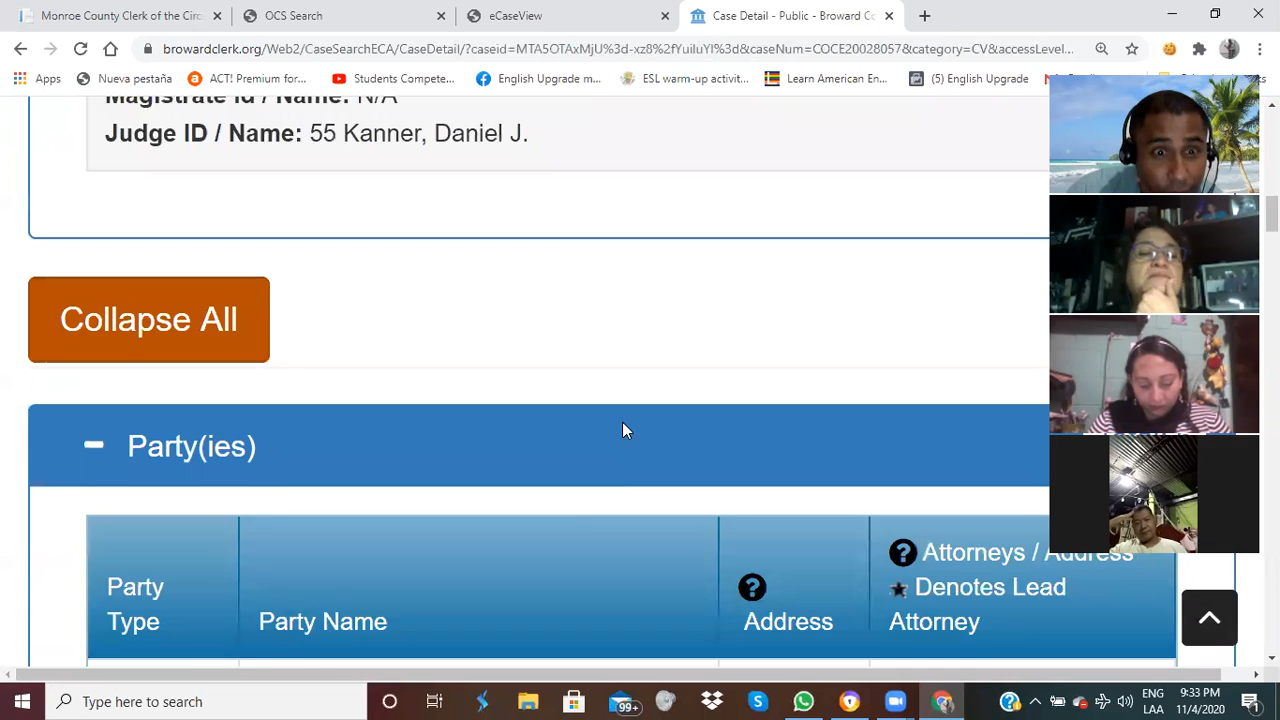 Monroe County Clerk of the Circ
OCS Search
eCaseView
Case Detail - Public - Broward Co
browardclerk.org/Web2/CaseSearchECA/CaseDetail/?caseid=MTA5OTAxMjU%3d-xz8%2fYuiluYI%3d&caseNum=COCE20028057&category=CV&accessLevel...
Apps
Nueva pestaña
ACT! Premium for...
Students Compete...
English Upgrade m...
ESL warm-up activit...
Learn American En...
(5) English Upgrade
Magistrate Id / Name: N/A
Judge ID / Name: 55 Kanner, Daniel J.
Collapse All
Party(ies)
Party Type
Party Name
Address
Attorneys / Address
Denotes Lead
Attorney
Type here to search
99+
ENG
LAA
9:33 PM
11/4/2020